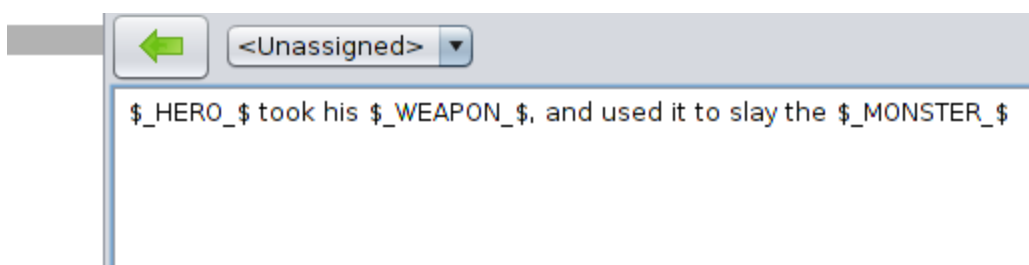 <Unassigned>
$_HERO_$ took his $_WEAPON_$, and used it to slay the $_MONSTER_$